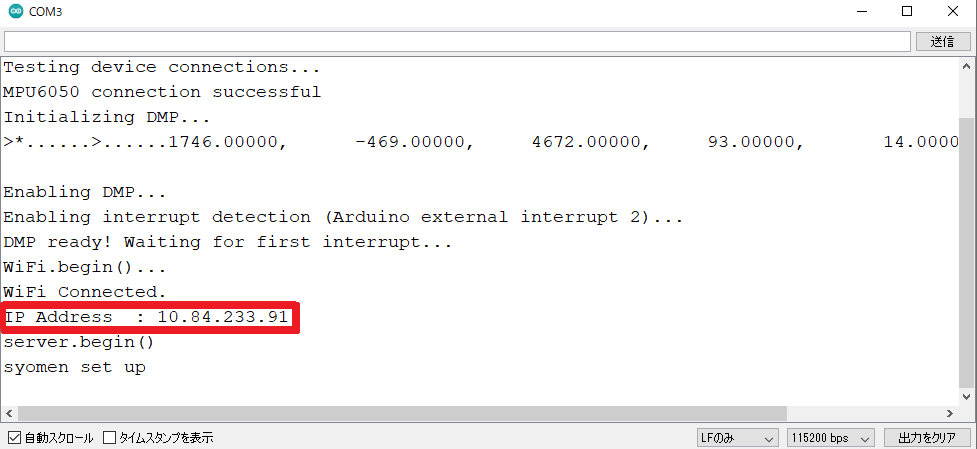 COM3
送信
Testing device connections...
MPU6050 connection successful
Initializing DMP...
>*......>......1746.00000, -469.00000, 4672.00000, 93.00000, 14.0000
Enabling DMP...
Enabling interrupt detection (Arduino external interrupt 2)...
DMP ready! Waiting for first interrupt...
WiFi.begin()...
WiFi Connected.
IP Address : 10.84.233.91
server.begin()
syomen set up
自動スクロール タイムスタンプを表示 LFのみ 115200 bps 出力をクリア